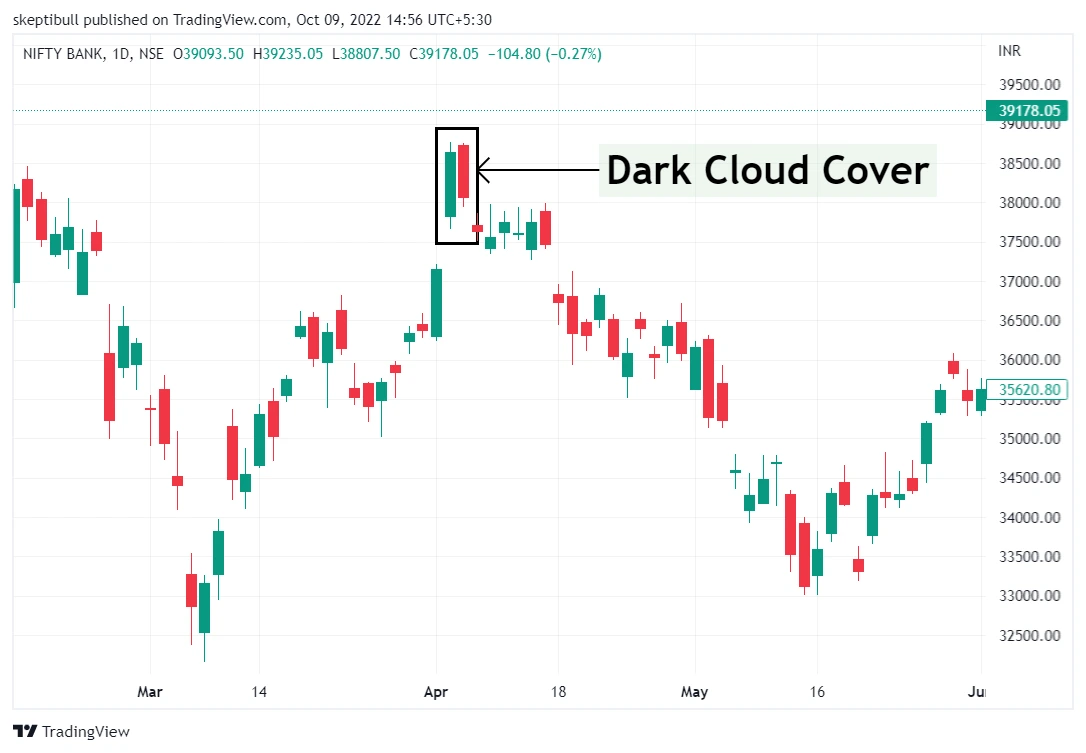 skeptibull published on TradingView.com, Oct 09, 2022 14:56 UTC+5:30
NIFTY BANK, 1D, NSE O39093.50 H39235.05 L38807.50 C39178.05 −104.80 (−0.27%)
INR
39500.00
39178.05
39000.00
38500.00
Dark Cloud Cover
38000.00
37500.00
37000.00
36500.00
36000.00
35620.80
35500.00
35000.00
34500.00
34000.00
33500.00
33000.00
32500.00
Mar 14 Apr 18 May 16 Ju
TradingView